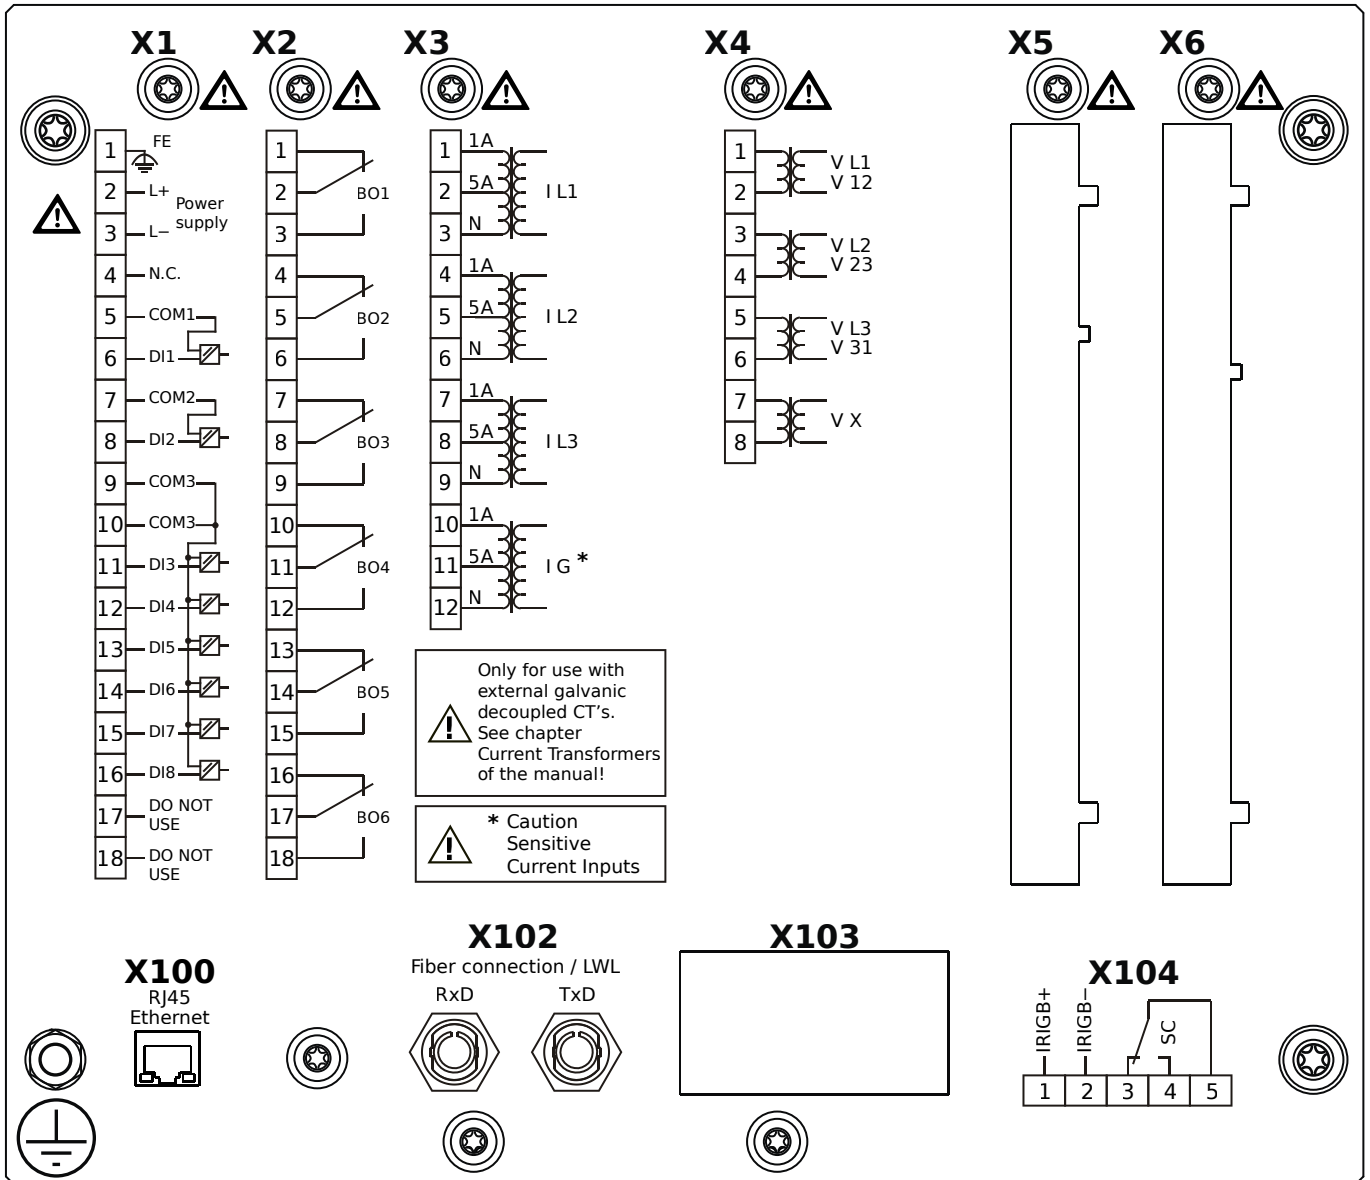 X1
X2
X3
X4
X5
X6
1 FE
2 L+
Power
supply
3 L−
4 N.C.
5 COM1
6 DI1
7 COM2
8 DI2
9 COM3
10 COM3
11 DI3
12 DI4
13 DI5
14 DI6
15 DI7
16 DI8
17 DO NOT
USE
18 DO NOT
USE
1
2 BO1
3
4
5 BO2
6
7
8 BO3
9
10
11 BO4
12
13
14 BO5
15
16
17 BO6
18
1 1A
2 5A I L1
3 N
4 1A
5 5A I L2
6 N
7 1A
8 5A I L3
9 N
10 1A
11 5A I G *
12 N
Only for use with
external galvanic
decoupled CT's.
See chapter
Current Transformers
of the manual!
* Caution
Sensitive
Current Inputs
1 V L1
2 V 12
3 V L2
4 V 23
5 V L3
6 V 31
7 V X
8
X100
RJ45
Ethernet
X102
Fiber connection / LWL
RxD TxD
X103
X104
IRIGB+
IRIGB−
SC
1 2 3 4 5